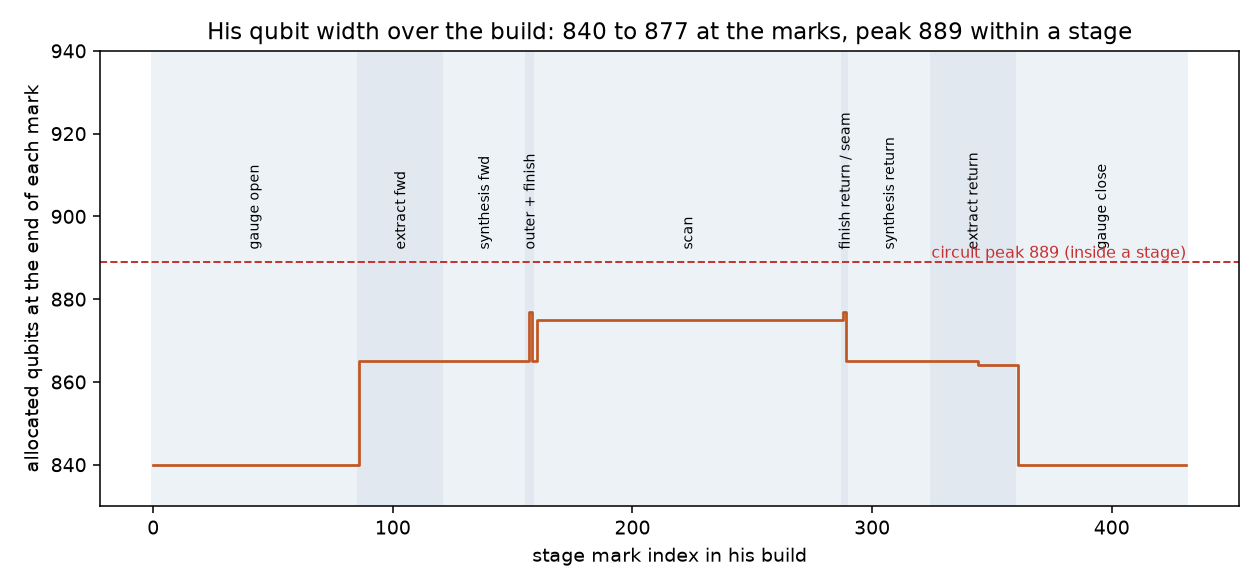 His qubit width over the build: 840 to 877 at the marks, peak 889 within a stage
allocated qubits at the end of each mark
940
920
900
880
860
840
gauge open
extract fwd
synthesis fwd
outer + finish
scan
finish return / seam
synthesis return
extract return
gauge close
circuit peak 889 (inside a stage)
0
100
200
300
400
stage mark index in his build